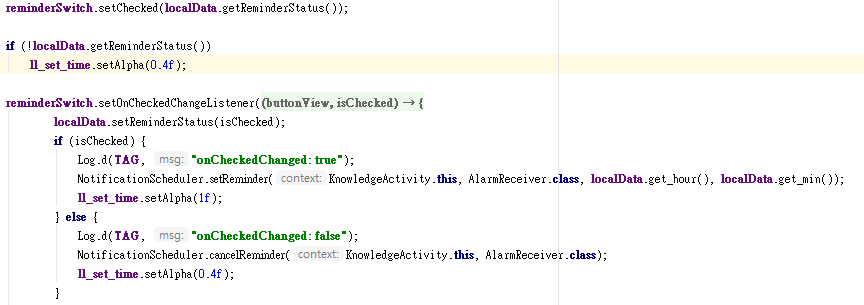 reminderSwitch.setChecked(localData.getReminderStatus());
if (!localData.getReminderStatus())
ll_set_time.setAlpha(0.4f);
reminderSwitch.setOnCheckedChangeListener((buttonView, isChecked) → {
localData.setReminderStatus(isChecked);
if (isChecked) {
Log.d(TAG, msg: "onCheckedChanged: true");
NotificationScheduler.setReminder( context: KnowledgeActivity.this, AlarmReceiver.class, localData.get_hour(), localData.get_min());
ll_set_time.setAlpha(1f);
} else {
Log.d(TAG, msg: "onCheckedChanged: false");
NotificationScheduler.cancelReminder( context: KnowledgeActivity.this, AlarmReceiver.class);
ll_set_time.setAlpha(0.4f);
}